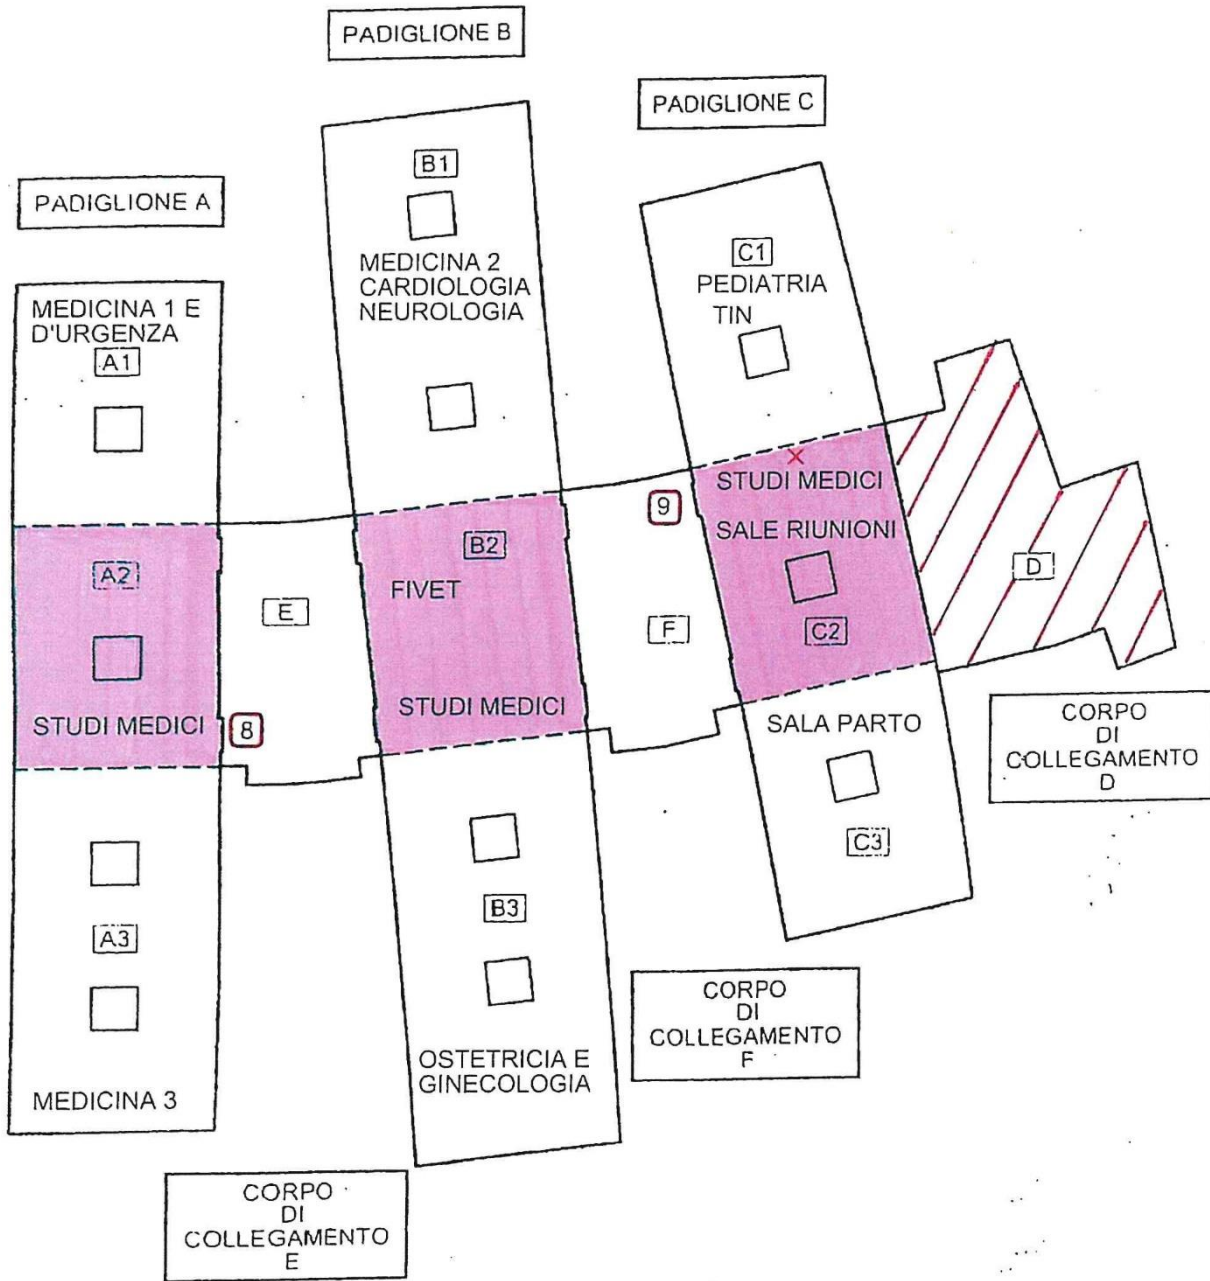 PADIGLIONE B
PADIGLIONE C
PADIGLIONE A
B1
MEDICINA 2
CARDIOLOGIA
NEUROLOGIA
C1
PEDIATRIA
TIN
MEDICINA 1 E
D'URGENZA
A1
A2
STUDI MEDICI
8
E
B2
FIVET
STUDI MEDICI
9
F
STUDI MEDICI
SALE RIUNIONI
C2
D
SALA PARTO
C3
CORPO
DI
COLLEGAMENTO
D
A3
MEDICINA 3
B3
OSTETRICIA E
GINECOLOGIA
CORPO
DI
COLLEGAMENTO
F
CORPO
DI
COLLEGAMENTO
E